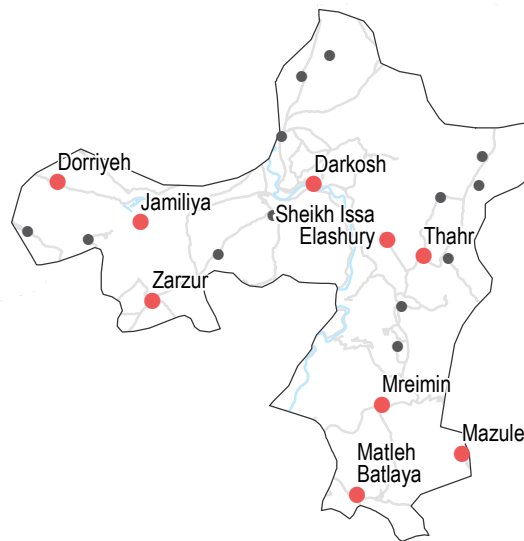 Dorriyeh
Darkosh
Jamiliya
Sheikh Issa
Elashury
Thahr
Zarzur
Mreimin
Mazule
Matleh
Batlaya